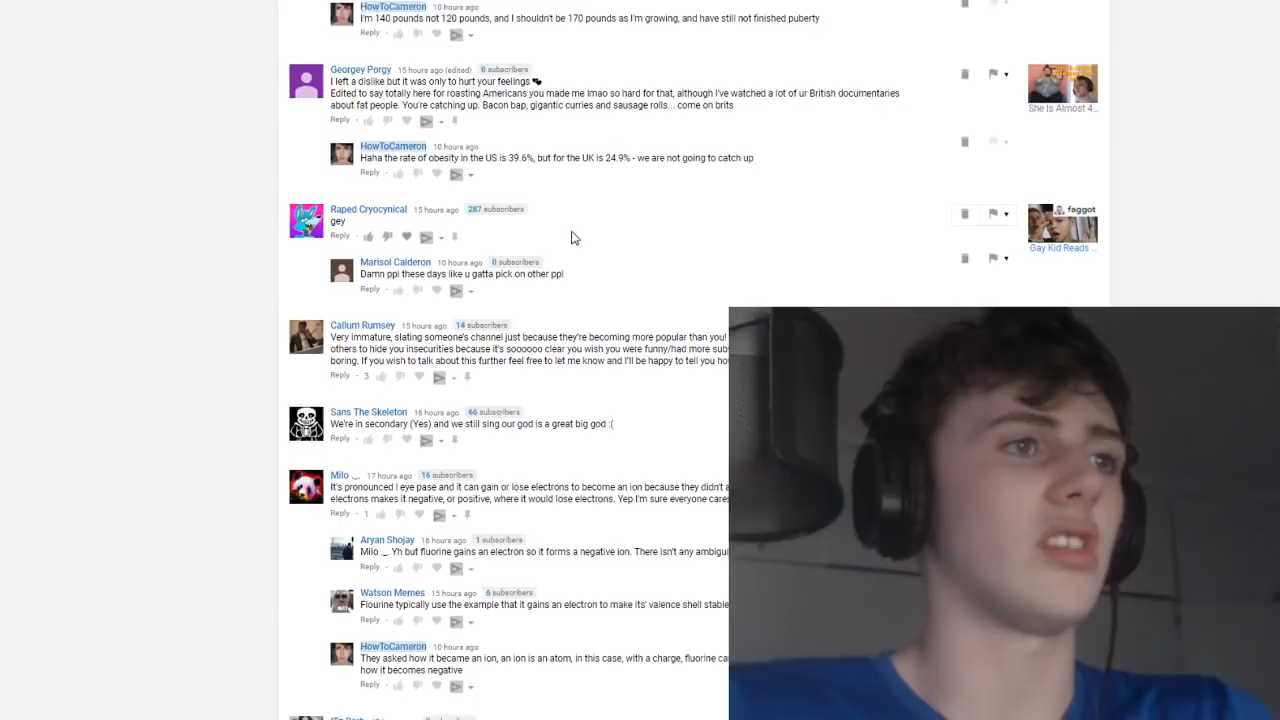 HowToCameron 10 hours ago
I'm 140 pounds not 120 pounds, and I shouldn't be 170 pounds as I'm growing, and have still not finished puberty
Reply
Georgey Porgy 15 hours ago (edited) 0 subscribers
I left a dislike but it was only to hurt your feelings
Edited to say totally here for roasting Americans you made me lmao so hard for that, although I've watched a lot of ur British documentaries
about fat people. You're catching up. Bacon bap, gigantic curries and sausage rolls... come on brits
She Is Almost 4...
Reply
HowToCameron 10 hours ago
Haha the rate of obesity in the US is 39.6%, but for the UK is 24.9% - we are not going to catch up
Reply
Raped Cryocynical 15 hours ago 287 subscribers
gey
Reply
faggot
Gay Kid Reads ...
Marisol Calderon 10 hours ago 0 subscribers
Damn ppl these days like u gatta pick on other ppl
Reply
Callum Rumsey 15 hours ago 14 subscribers
Very immature, slating someone's channel just because they're becoming more popular than you!
others to hide you insecurities because it's soooooo clear you wish you were funny/had more sub
boring. If you wish to talk about this further feel free to let me know and I'll be happy to tell you ho
Reply 3
Sans The Skeleton 16 hours ago 66 subscribers
We're in secondary (Yes) and we still sing our god is a great big god :(
Reply
Milo ._. 17 hours ago 16 subscribers
It's pronounced I eye pase and it can gain or lose electrons to become an ion because they didn't a
electrons makes it negative, or positive, where it would lose electrons. Yep I'm sure everyone cares
Reply 1
Aryan Shojay 16 hours ago 1 subscribers
Milo ._. Yh but fluorine gains an electron so it forms a negative ion. There isn't any ambigu
Reply
Watson Memes 15 hours ago 6 subscribers
Flourine typically use the example that it gains an electron to make its' valence shell stable
Reply
HowToCameron 10 hours ago
They asked how it became an ion, an ion is an atom, in this case, with a charge, fluorine ca
how it becomes negative
Reply